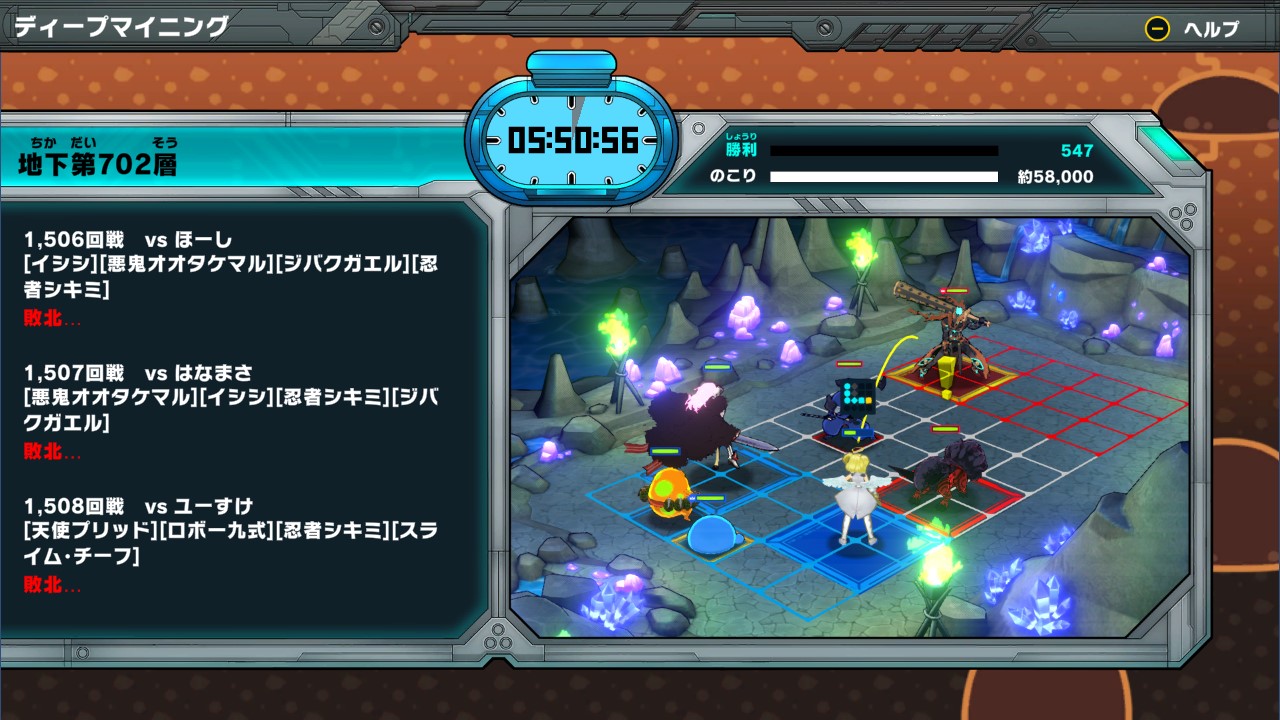 ディープマイニング
ヘルプ
ちか だい そう
地下第702層
05:50:56
しょうり
勝利 547
のこり 約58,000
1,506回戦 vs ほーし
[イシシ][悪鬼オオタケマル][ジバクガエル][忍
者シキミ]
敗北...
1,507回戦 vs はなまさ
[悪鬼オオタケマル][イシシ][忍者シキミ][ジバ
クガエル]
敗北...
1,508回戦 vs ユーすけ
[天使ブリッド][ロボー九式][忍者シキミ][スラ
イム・チーフ]
敗北...